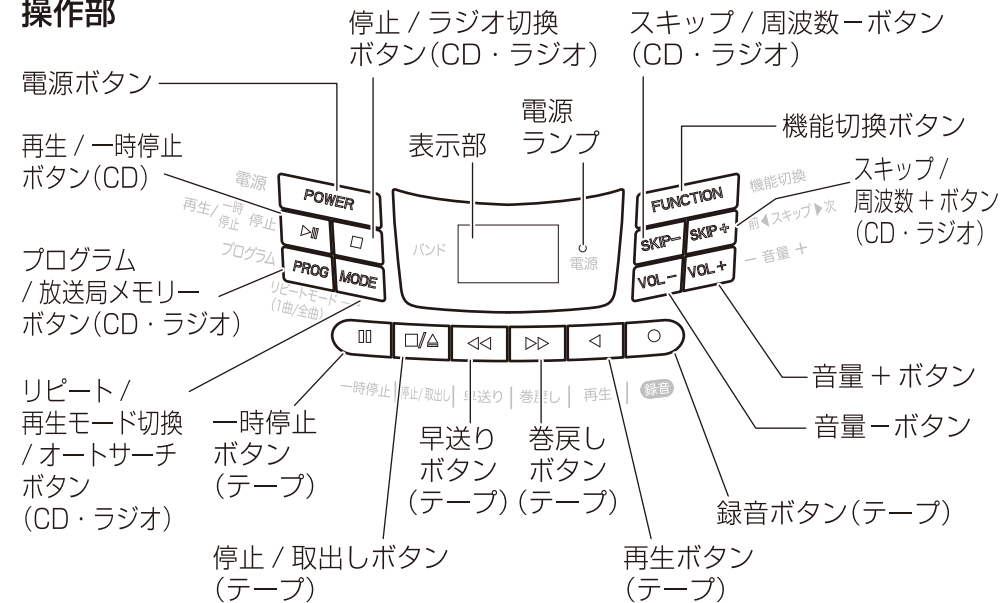 操作部
停止 / ラジオ切換
ボタン(CD・ラジオ)
スキップ / 周波数－ボタン
(CD・ラジオ)
電源ボタン
再生 / 一時停止
ボタン(CD)
プログラム
/ 放送局メモリー
ボタン(CD・ラジオ)
リピート /
再生モード切換
/ オートサーチ
ボタン
(CD・ラジオ)
表示部
電源
ランプ
機能切換ボタン
スキップ /
周波数＋ボタン
(CD・ラジオ)
電源
POWER
再生/一時停止
停止
プログラム
PROG
MODE
リピートモード
(1曲/全曲)
バンド
電源
FUNCTION
機能切換
SKIP－
SKIP＋
前◀スキップ▶次
VOL－
VOL＋
－ 音量 ＋
一時停止
停止/取出し
早送り
巻戻し
再生
録音
音量＋ボタン
音量－ボタン
一時停止
ボタン
(テープ)
早送り
ボタン
(テープ)
巻戻し
ボタン
(テープ)
録音ボタン(テープ)
停止 / 取出しボタン
(テープ)
再生ボタン
(テープ)